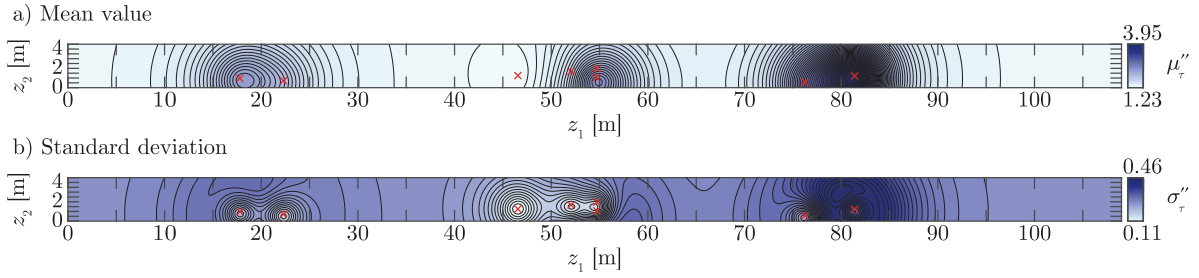 a) Mean value
z₂ [m]
4
2
0
0 10 20 30 40 50 60 70 80 90 100
z₁ [m]
3.95
μ″τ
1.23
b) Standard deviation
z₂ [m]
4
2
0
0 10 20 30 40 50 60 70 80 90 100
z₁ [m]
0.46
σ″τ
0.11